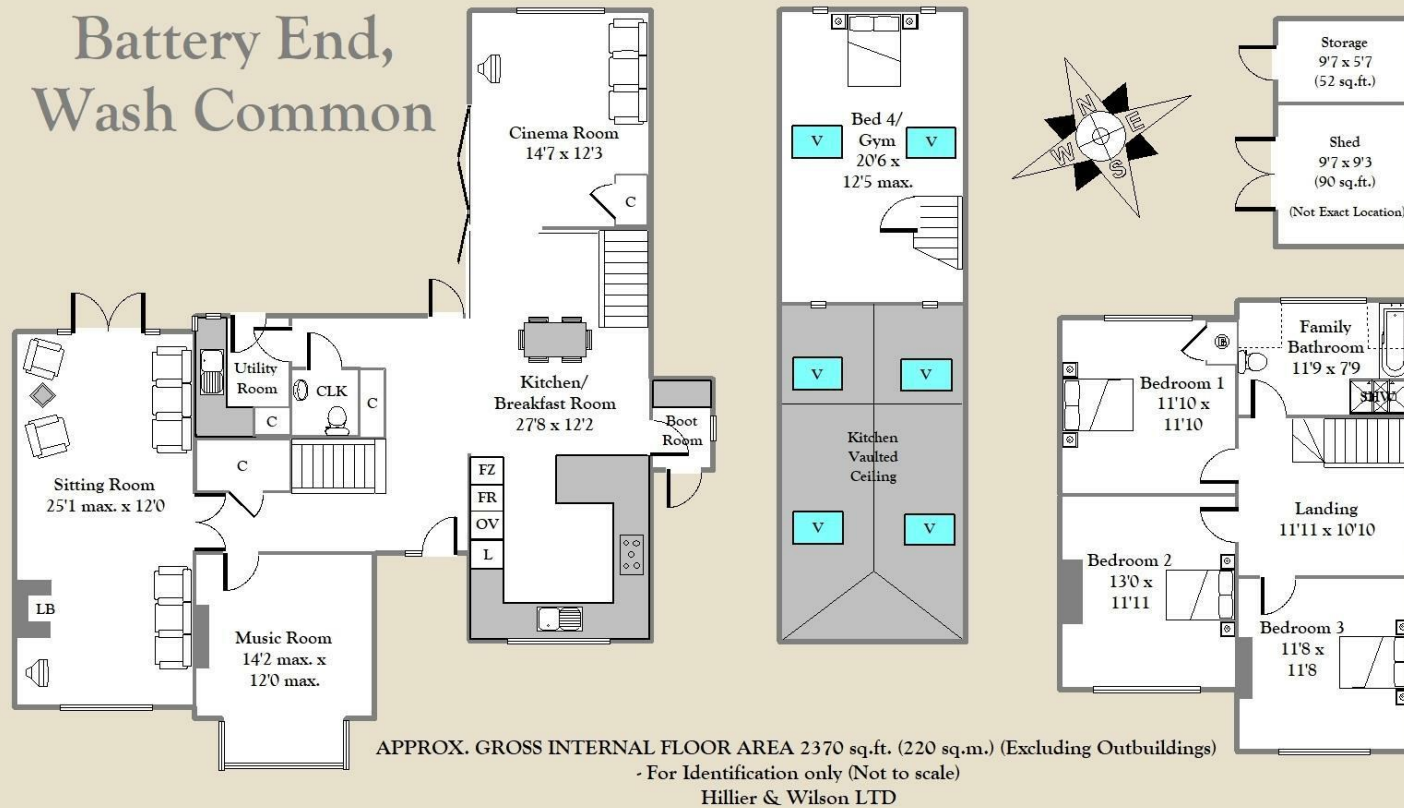 Battery End,
Wash Common
Cinema Room
14'7 x 12'3
C
Kitchen/
Breakfast Room
27'8 x 12'2
Boot
Room
FZ
FR
OV
L
Utility
Room
C
CLK
C
C
Sitting Room
25'1 max. x 12'0
LB
Music Room
14'2 max. x
12'0 max.
Bed 4/
Gym
20'6 x
12'5 max.
V
V
V
V
Kitchen
Vaulted
Ceiling
V
V
N
E
S
W
Storage
9'7 x 5'7
(52 sq.ft.)
Shed
9'7 x 9'3
(90 sq.ft.)
(Not Exact Location)
Family
Bathroom
11'9 x 7'9
B
Bedroom 1
11'10 x
11'10
Landing
11'11 x 10'10
Bedroom 2
13'0 x
11'11
Bedroom 3
11'8 x
11'8
APPROX. GROSS INTERNAL FLOOR AREA 2370 sq.ft. (220 sq.m.) (Excluding Outbuildings)
- For Identification only (Not to scale)
Hillier & Wilson LTD